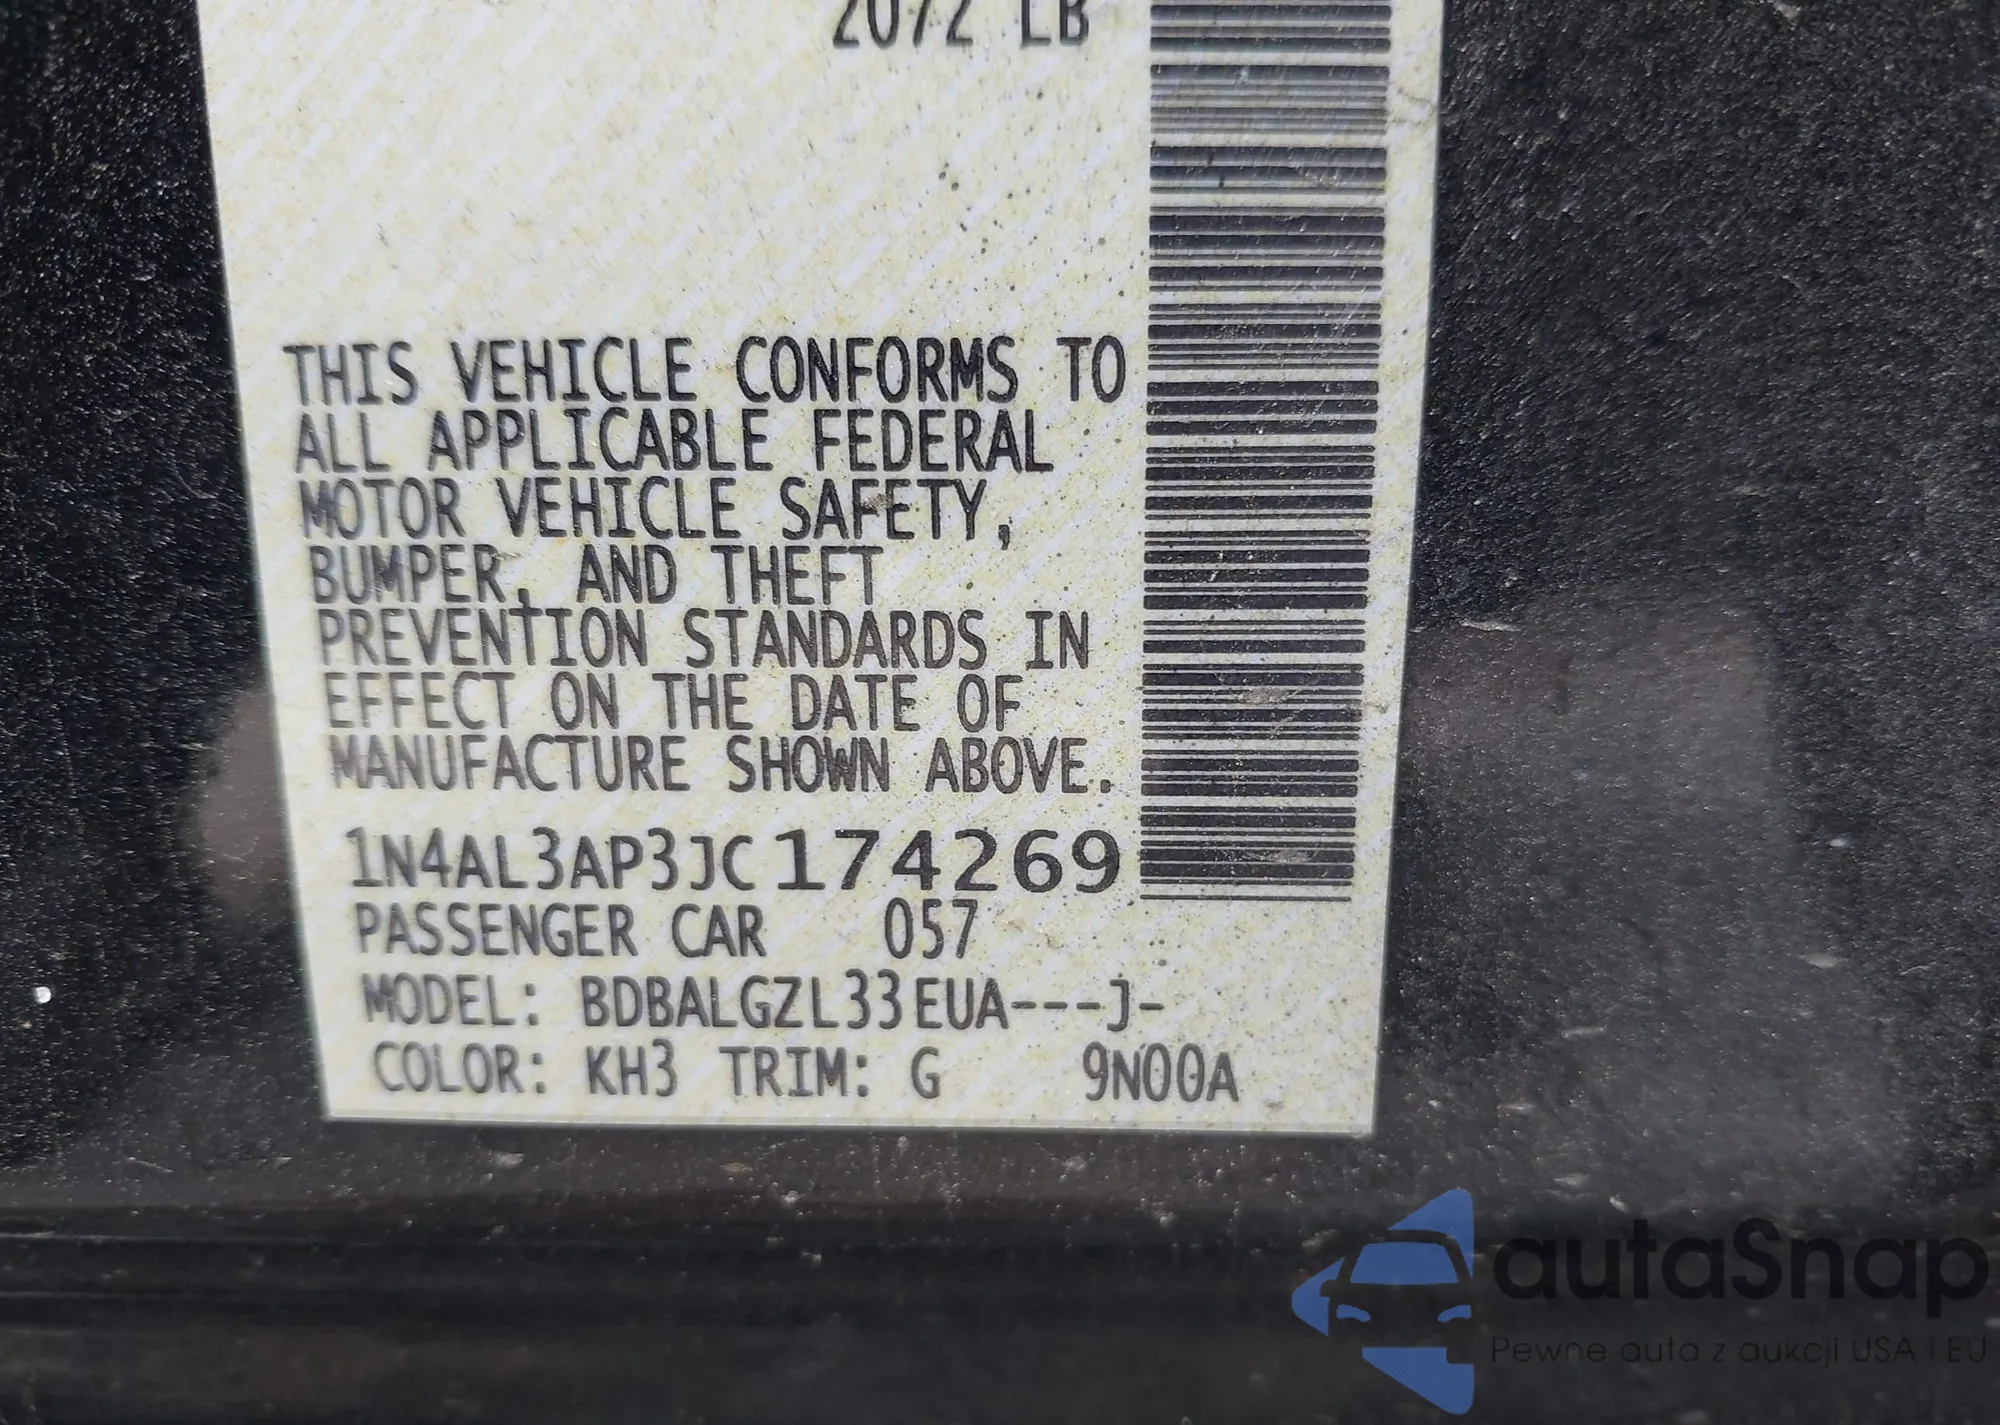 2072 LB
THIS VEHICLE CONFORMS TO
ALL APPLICABLE FEDERAL
MOTOR VEHICLE SAFETY,
BUMPER, AND THEFT
PREVENTION STANDARDS IN
EFFECT ON THE DATE OF
MANUFACTURE SHOWN ABOVE.
1N4AL3AP3JC174269
PASSENGER CAR 057
MODEL: BDBALGZL33EUA---J-
COLOR: KH3 TRIM: G 9N00A
autaSnap
Pewne auta z aukcji USA i EU